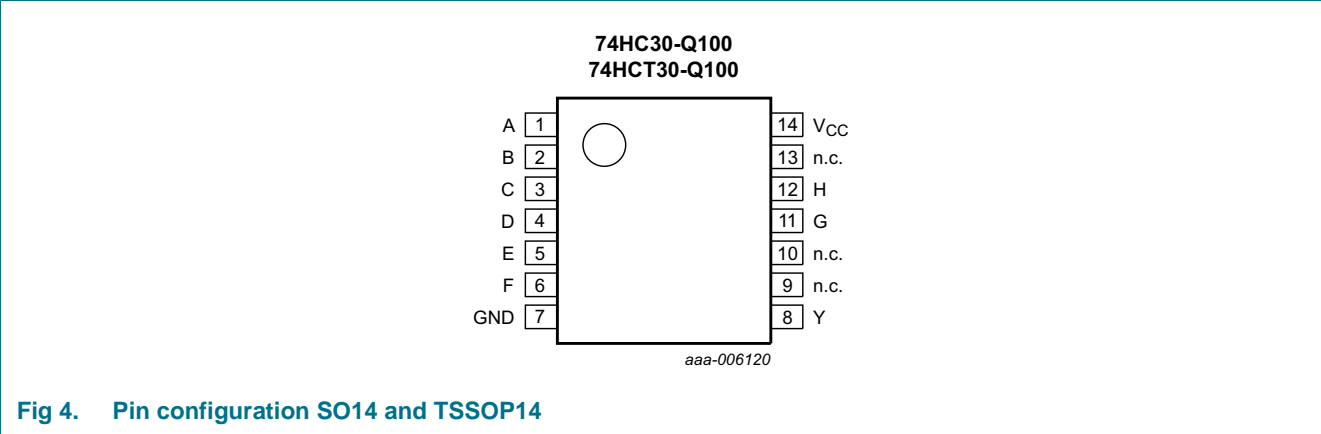 74HC30-Q100
74HCT30-Q100
A 1 14 VCC
B 2 13 n.c.
C 3 12 H
D 4 11 G
E 5 10 n.c.
F 6 9 n.c.
GND 7 8 Y
aaa-006120
Fig 4. Pin configuration SO14 and TSSOP14